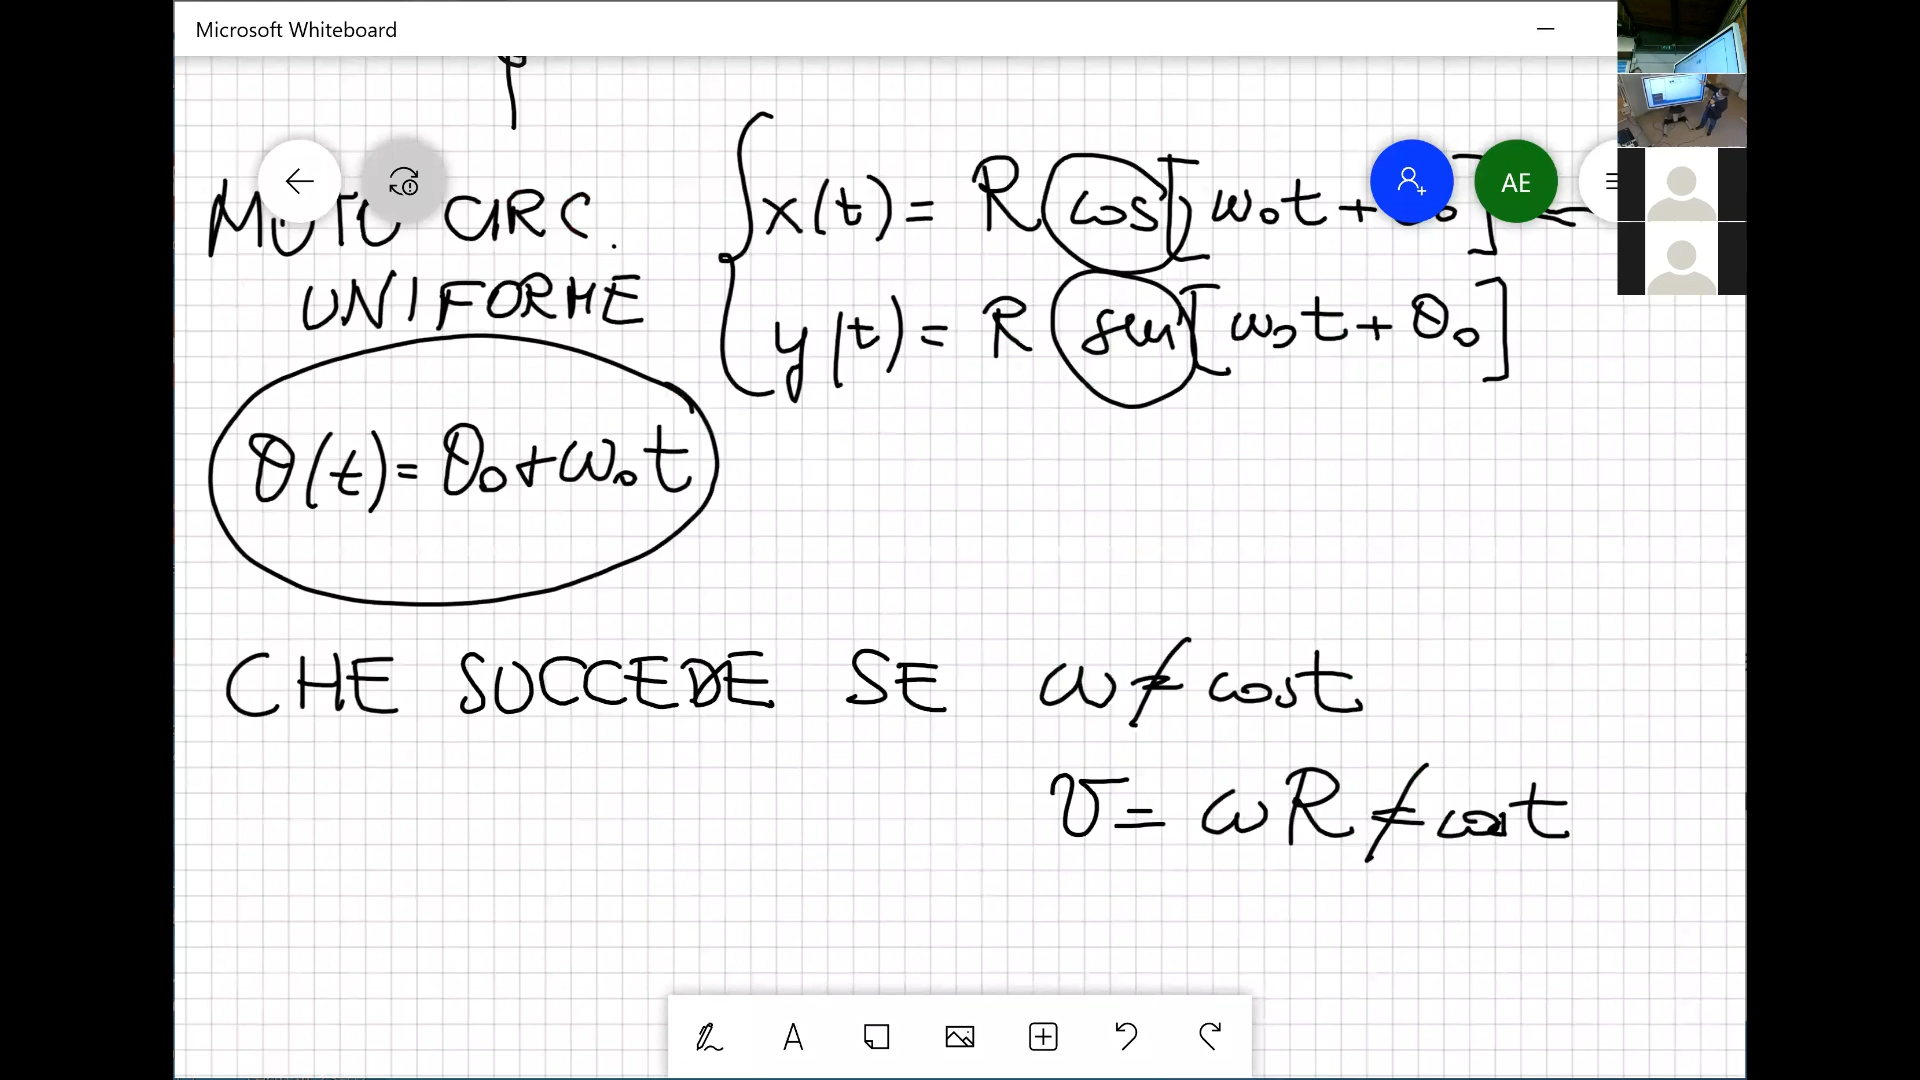 Microsoft Whiteboard
MOTO CIRC.
UNIFORME
x(t) = R cos[ω₀t +
y(t) = R sen[ω₀t + θ₀]
θ(t) = θ₀ + ω₀t
CHE SUCCEDE SE ω ≠ cost
v = ωR ≠ cost
AE
A